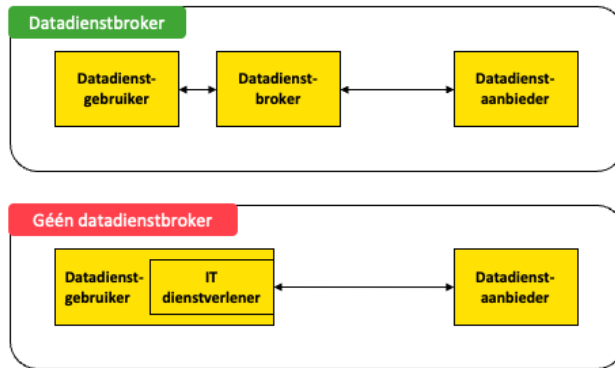 Datadienstbroker
Datadienst-
gebruiker
Datadienst-
broker
Datadienst-
aanbieder
Géén datadienstbroker
Datadienst-
gebruiker
IT
dienstverlener
Datadienst-
aanbieder